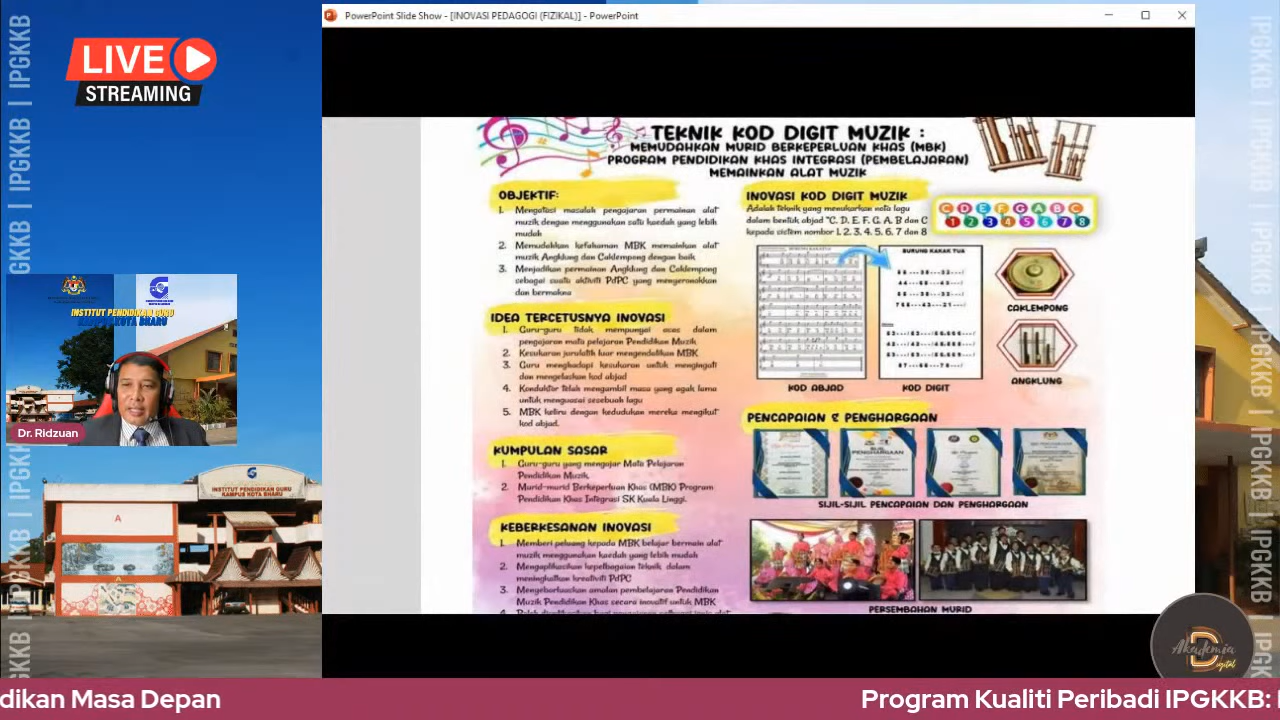 PowerPoint Slide Show - [INOVASI PEDAGOGI (FIZIKAL)] - PowerPoint
LIVE
STREAMING
IPGKKB | IPGKKB | IPGKKB
TEKNIK KOD DIGIT MUZIK :
MEMUDAHKAN MURID BERKEPERLUAN KHAS (MBK)
PROGRAM PENDIDIKAN KHAS INTEGRASI (PEMBELAJARAN)
MEMAINKAN ALAT MUZIK
OBJEKTIF:
1. Mengatasi masalah pengajaran permainan alat
muzik dengan menggunakan satu kaedah yang lebih
mudah
2. Memudahkan kefahaman MBK memainkan alat
muzik Angklung dan Caklempong dengan baik
3. Menjadikan permainan Angklung dan Caklempong
sebagai suatu aktiviti PdPC yang menyeronokkan
dan bermakna
IDEA TERCETUSNYA INOVASI
1. Guru-guru tidak mempunyai asas dalam
pengajaran mata pelajaran Pendidikan Muzik
2. Kesukaran jurulatih luar mengendalikan MBK
3. Guru menghadapi kesukaran untuk mengingati
dan mengelaskan kod abjad
4. Konduktor telah mengambil masa yang agak lama
untuk menguasai sesebuah lagu
5. MBK keliru dengan kedudukan mereka mengikut
kod abjad.
KUMPULAN SASAR
1. Guru-guru yang mengajar Mata Pelajaran
Pendidikan Muzik
2. Murid-murid Berkeperluan Khas (MBK) Program
Pendidikan Khas Integrasi SK Kuala Linggi.
KEBERKESANAN INOVASI
1. Memberi peluang kepada MBK belajar bermain alat
muzik menggunakan kaedah yang lebih mudah
2. Mengaplikasikan kepelbagaian teknik dalam
meningkatkan kreativiti PdPC
3. Mengeluarluaskan amalan pembelajaran Pendidikan
Muzik Pendidikan Khas secara inovatif untuk MBK
INOVASI KOD DIGIT MUZIK
Adalah teknik yang menukarkan nota lagu
dalam bentuk abjad "C, D, E, F, G, A, B dan C
kepada sistem nombor 1, 2, 3, 4, 5, 6, 7 dan 8
C D E F G A B C
1 2 3 4 5 6 7 8
BURUNG KAKAK TUA
KOD ABJAD
KOD DIGIT
CAKLEMPONG
ANGKLUNG
PENCAPAIAN & PENGHARGAAN
SIJIL-SIJIL PENCAPAIAN DAN PENGHARGAAN
PERSEMBAHAN MURID
INSTITUT PENDIDIKAN GURU
Dr. Ridzuan
INSTITUT PENDIDIKAN GURU
KAMPUS KOTA BHARU
A
Akademia
Digital
dikan Masa Depan
Program Kualiti Peribadi IPGKKB: